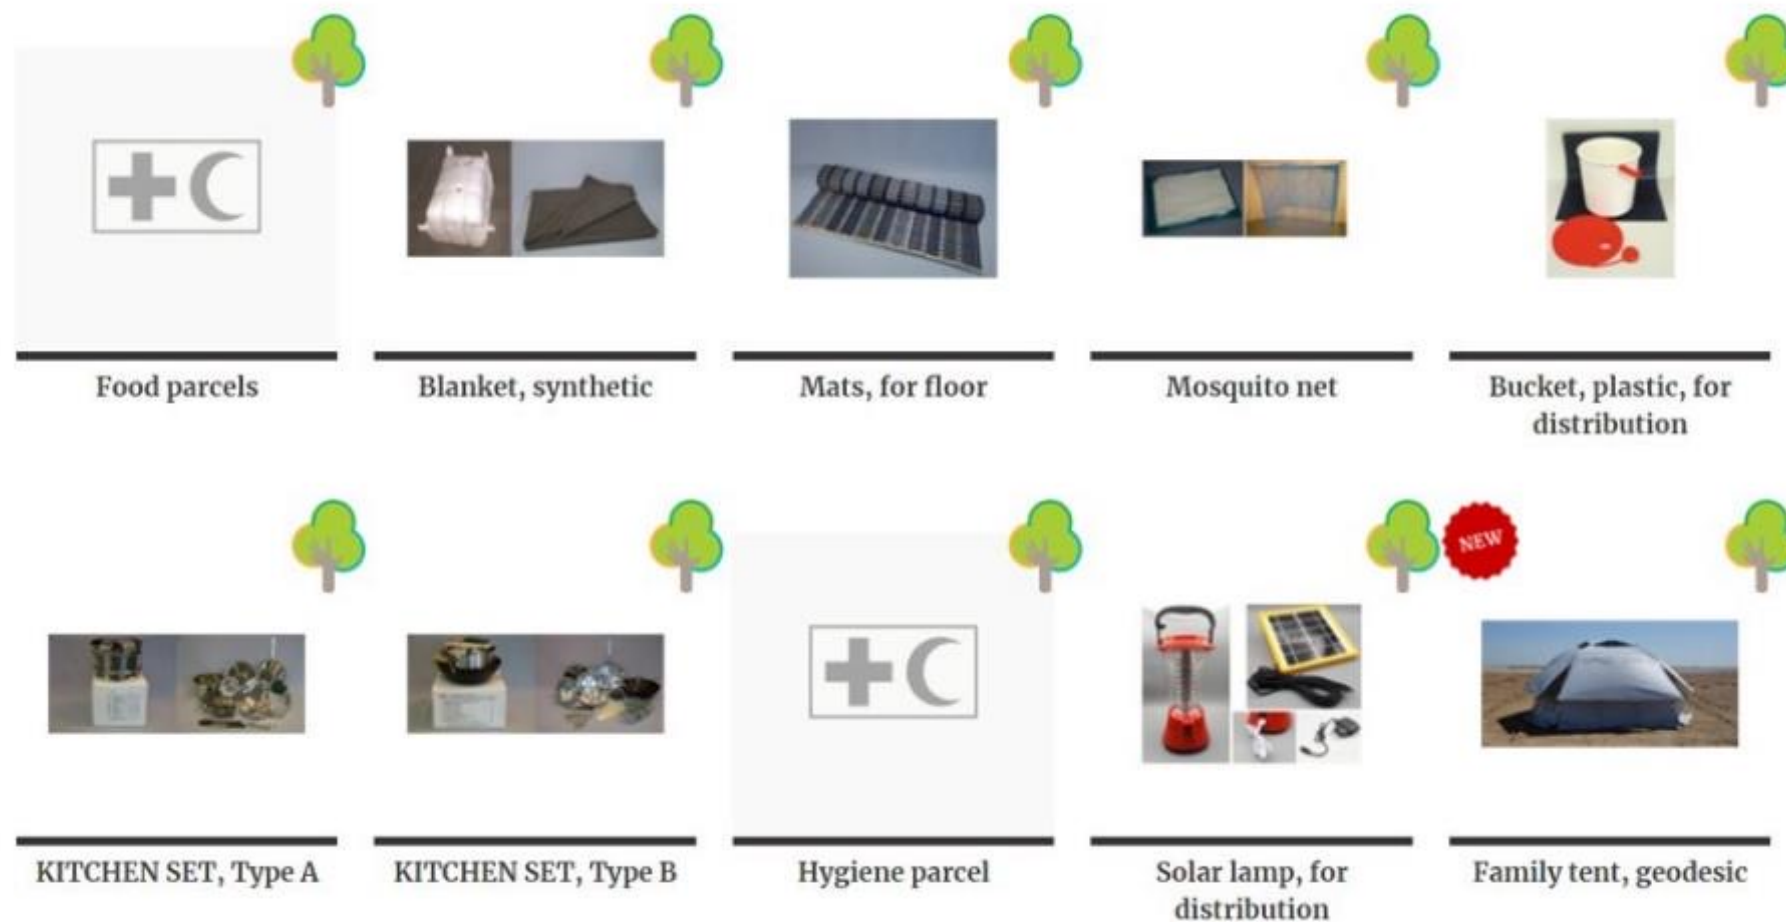 Food parcels
Blanket, synthetic
Mats, for floor
Mosquito net
Bucket, plastic, for
distribution
NEW
KITCHEN SET, Type A
KITCHEN SET, Type B
Hygiene parcel
Solar lamp, for
distribution
Family tent, geodesic